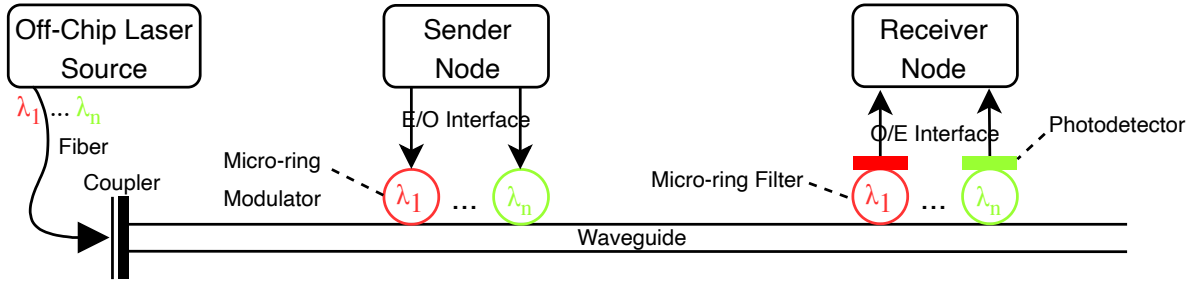 Off-Chip Laser
Source
Sender
Node
Receiver
Node
λ1 ... λn
Fiber
Coupler
E/O Interface
O/E Interface
Photodetector
Micro-ring
Modulator
Micro-ring Filter
λ1 ... λn
λ1 ... λn
Waveguide